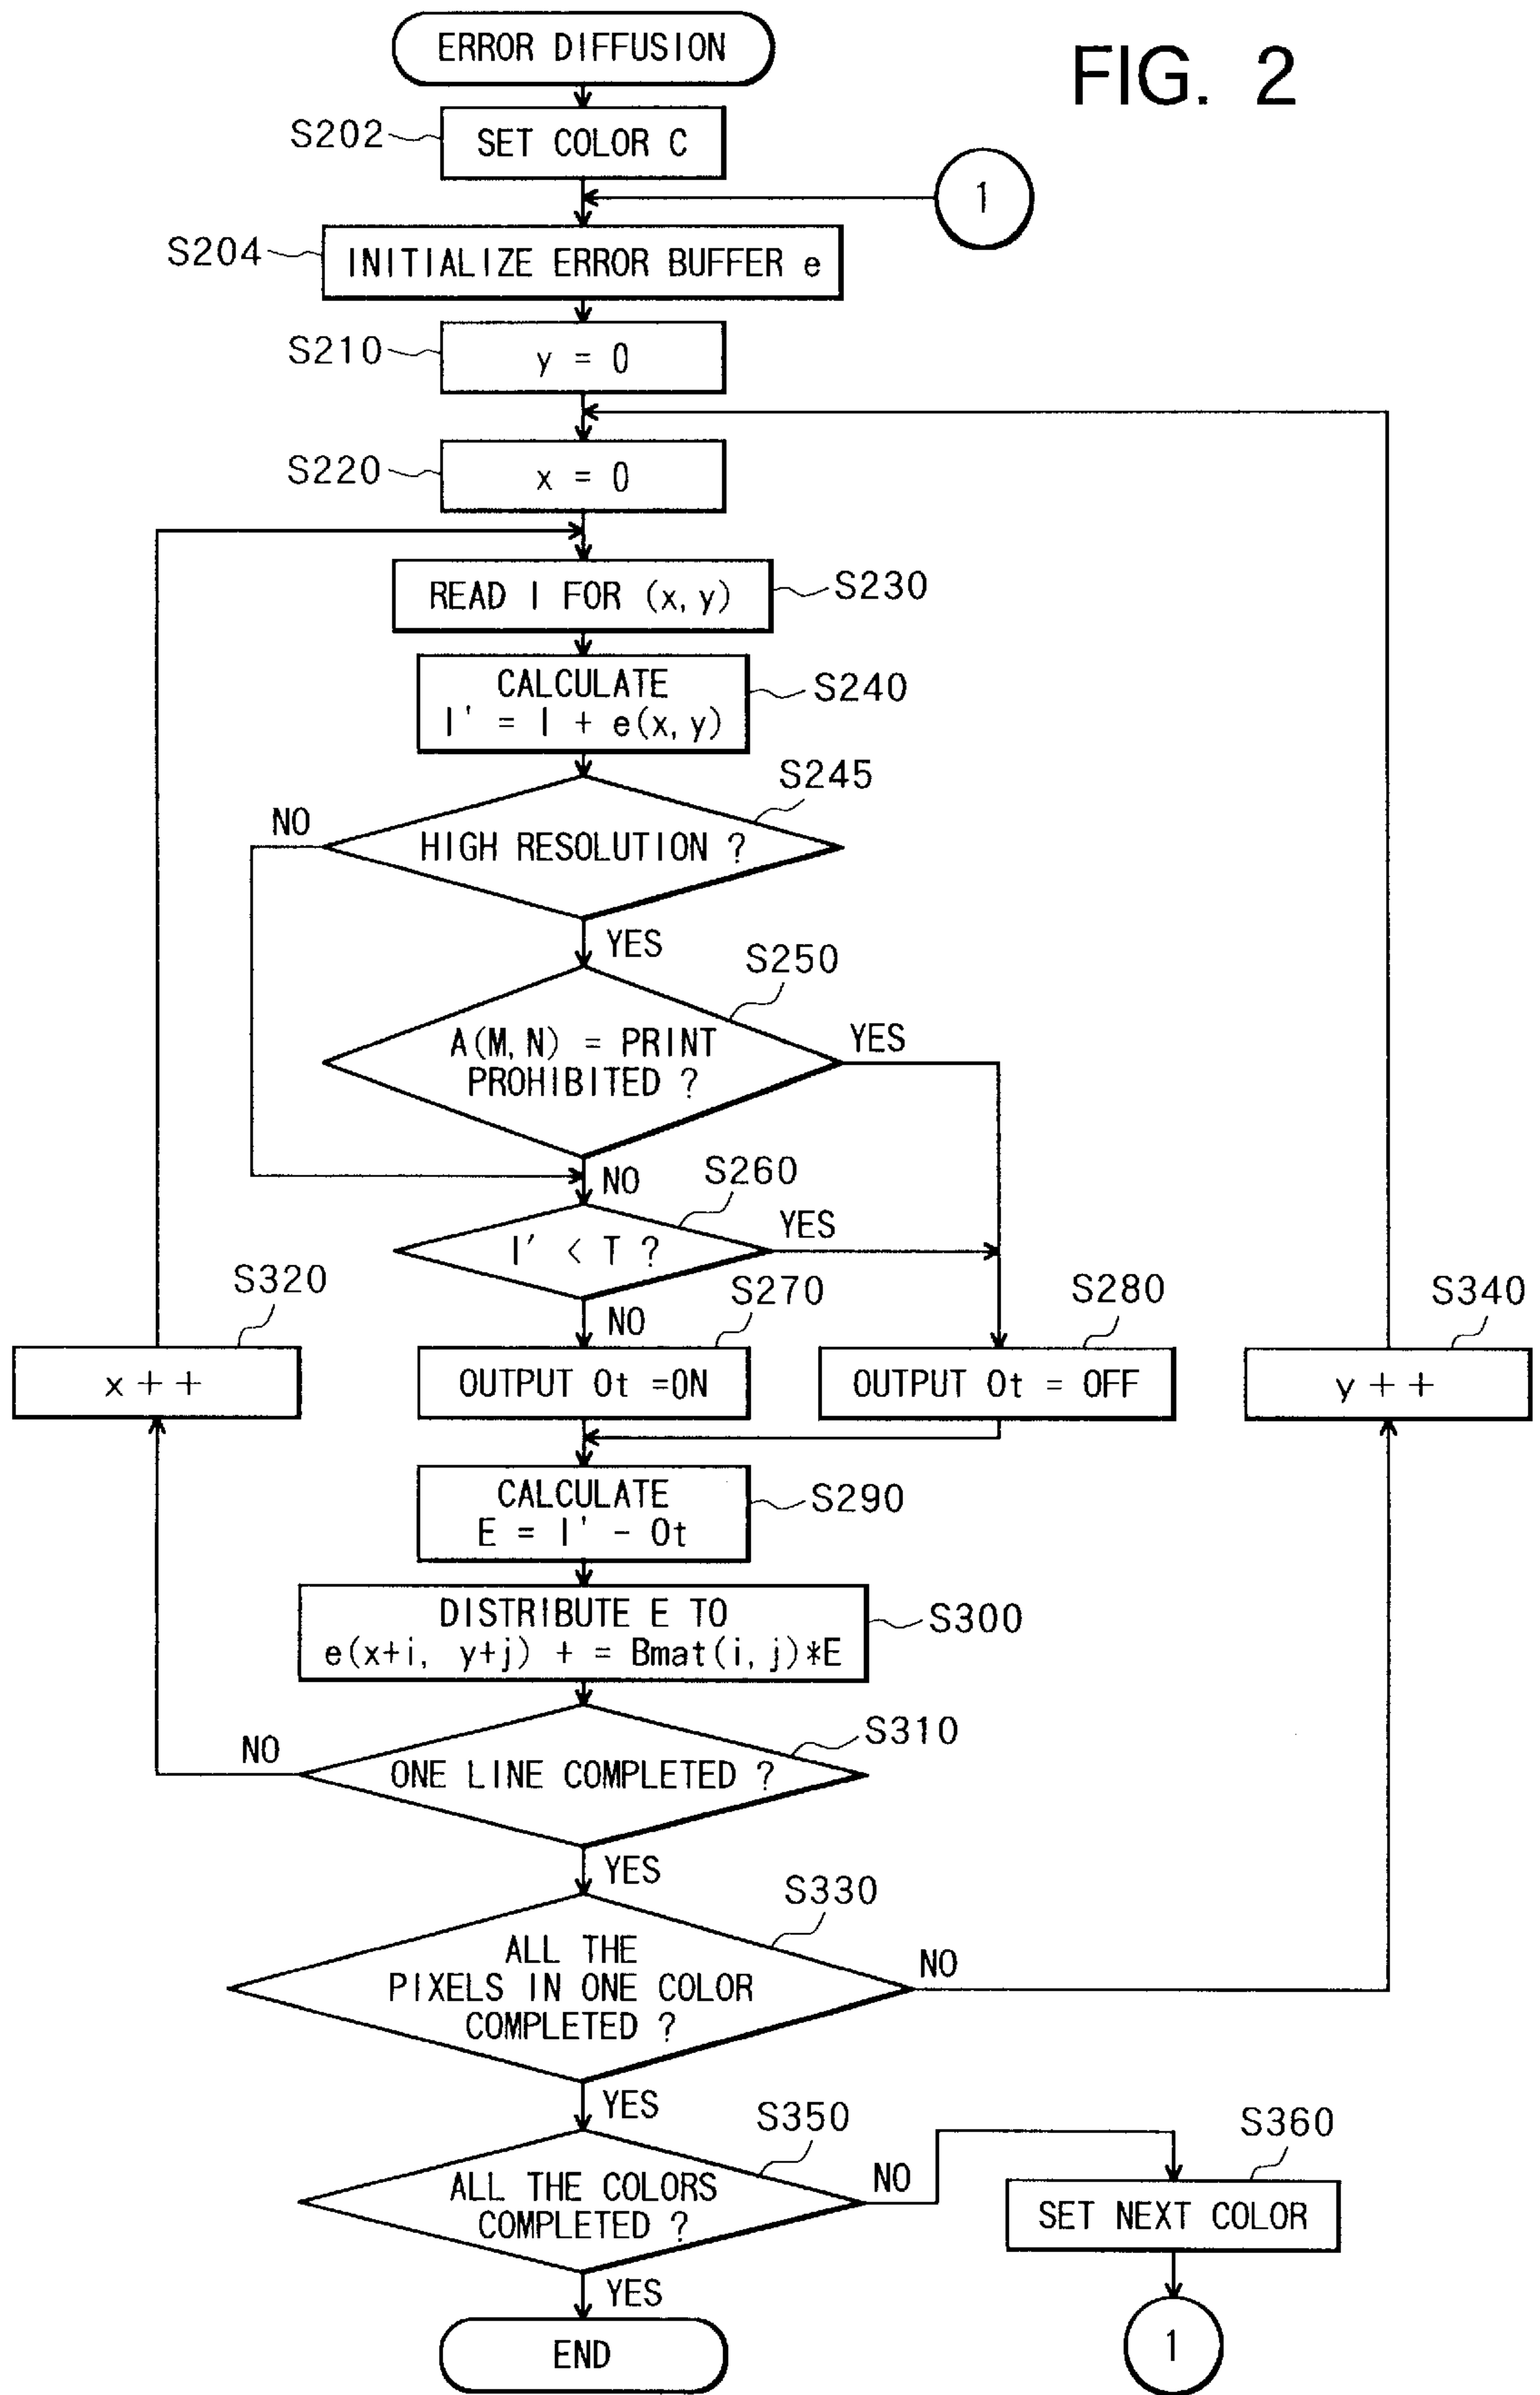 ERROR DIFFUSION
FIG. 2
S202
SET COLOR C
1
S204
INITIALIZE ERROR BUFFER e
S210
y = 0
S220
x = 0
READ I FOR (x, y)
S230
CALCULATE
I' = I + e(x, y)
S240
S245
NO
HIGH RESOLUTION ?
YES
S250
A(M, N) = PRINT
PROHIBITED ?
YES
NO
S260
I' < T ?
YES
S320
NO
S270
S280
S340
x + +
OUTPUT Ot =ON
OUTPUT Ot = OFF
y + +
CALCULATE
E = I' - Ot
S290
DISTRIBUTE E TO
e(x+i, y+j) + = Bmat(i, j)*E
S300
S310
NO
ONE LINE COMPLETED ?
YES
S330
ALL THE
PIXELS IN ONE COLOR
COMPLETED ?
NO
YES
S350
S360
ALL THE COLORS
COMPLETED ?
NO
SET NEXT COLOR
YES
END
1